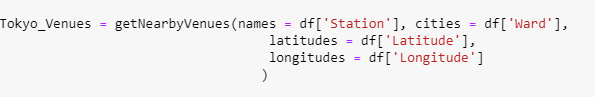 Tokyo_Venues = getNearbyVenues(names = df['Station'], cities = df['Ward'],
                                latitudes = df['Latitude'],
                                longitudes = df['Longitude']
                               )